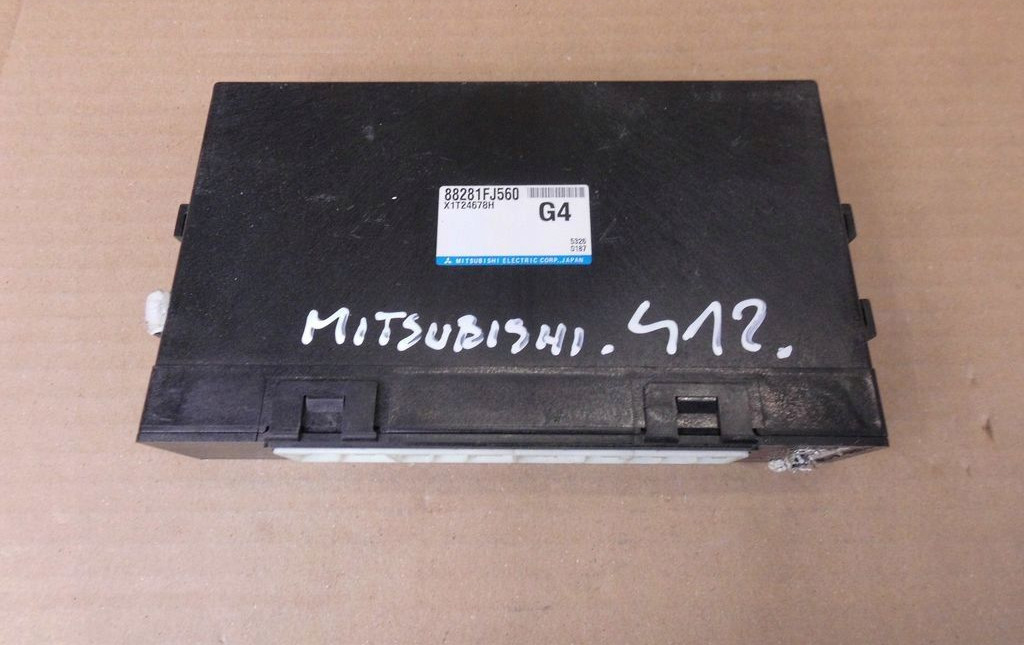 88281FJ560
X1T24678H
G4
5326
0187
MITSUBISHI ELECTRIC CORP. JAPAN
MITSUBISHI. 412.